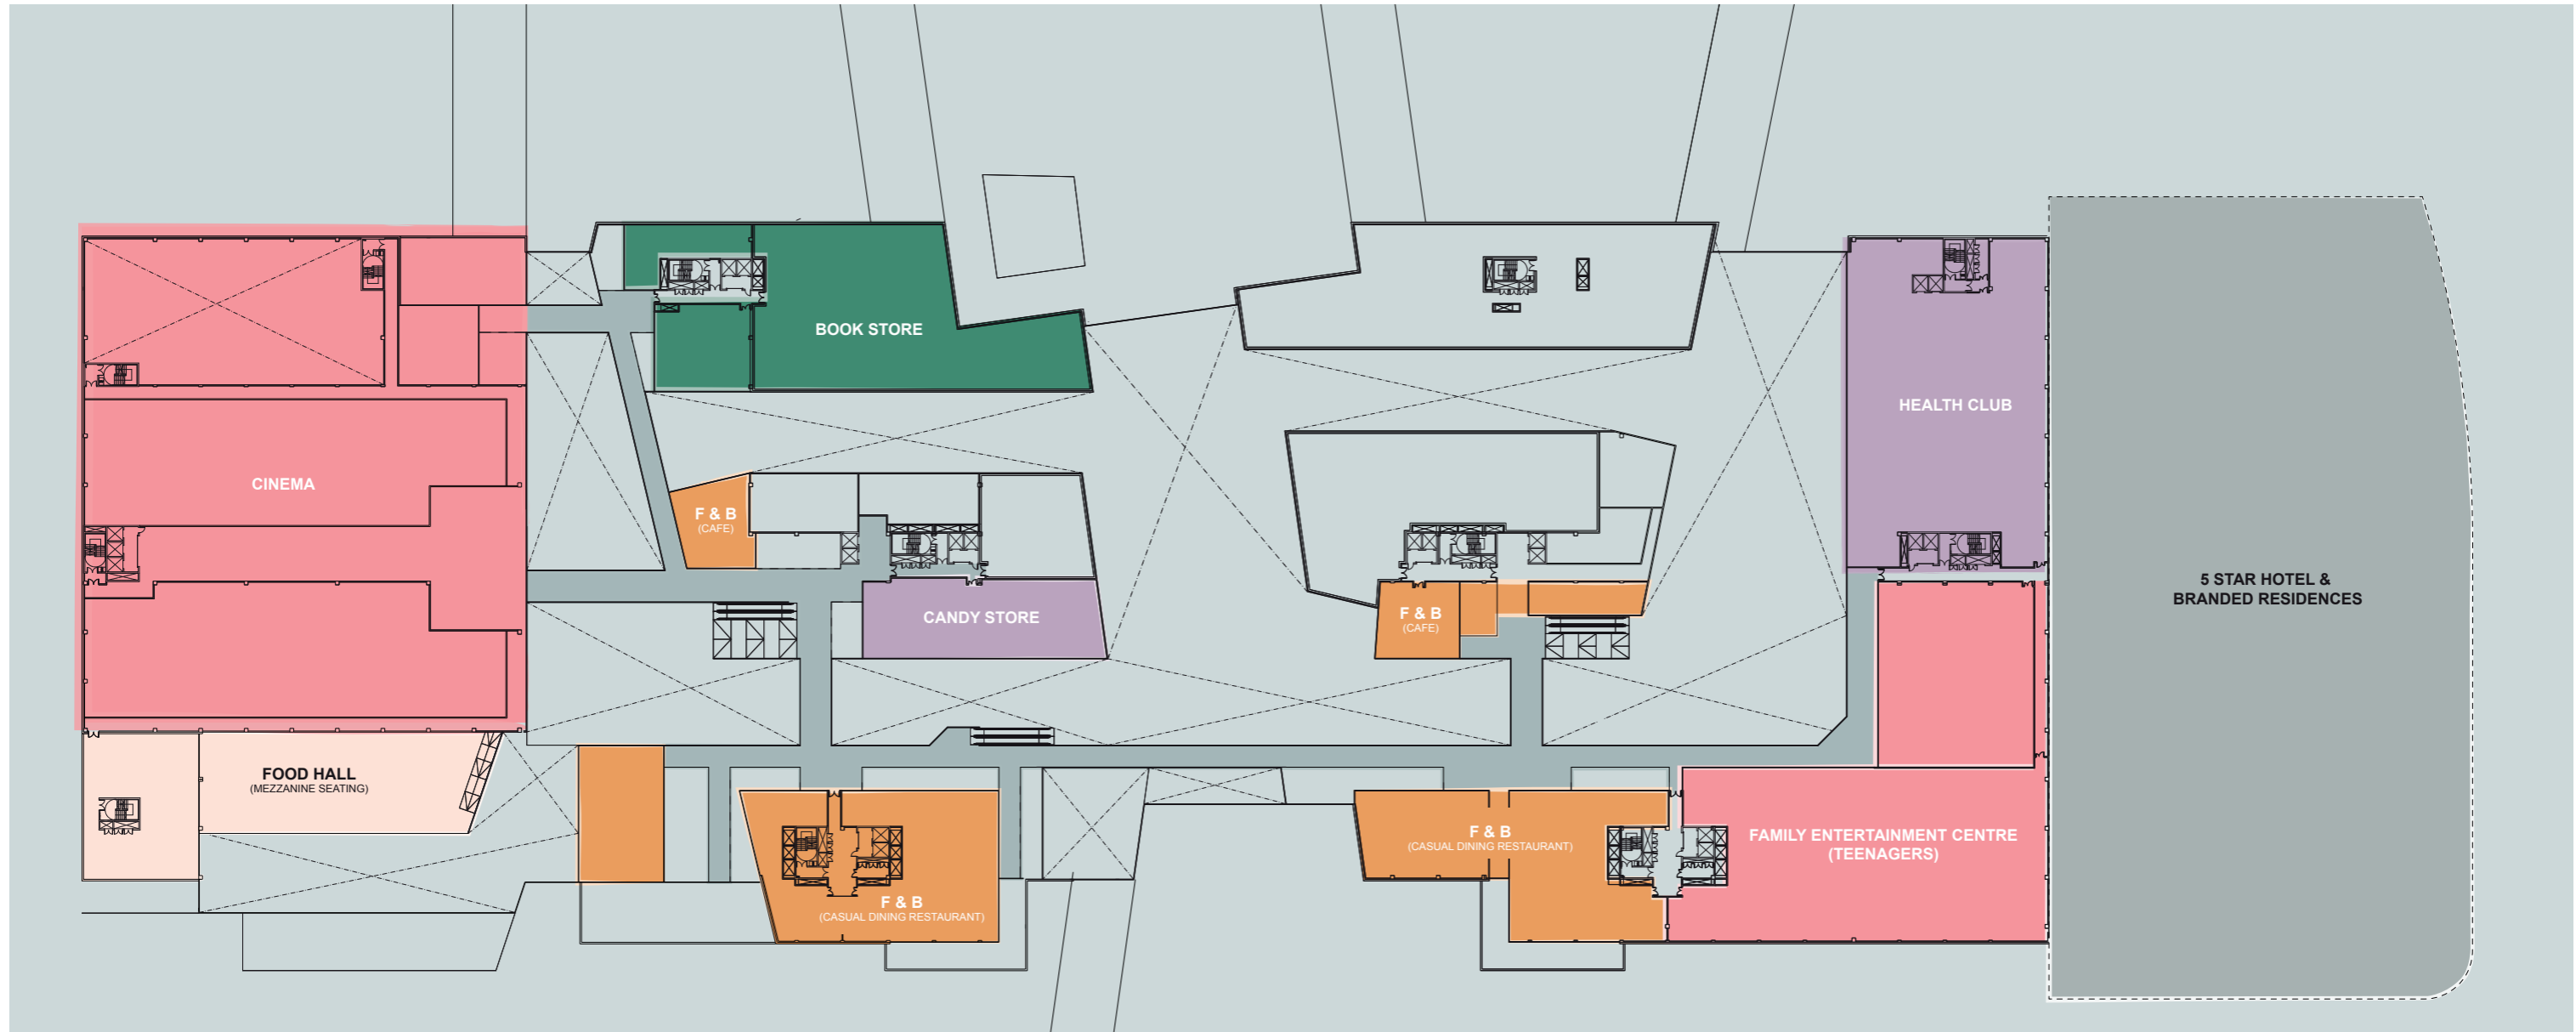 BOOK STORE
HEALTH CLUB
CINEMA
F & B
(CAFE)
CANDY STORE
F & B
(CAFE)
5 STAR HOTEL &
BRANDED RESIDENCES
FOOD HALL
(MEZZANINE SEATING)
F & B
(CASUAL DINING RESTAURANT)
F & B
(CASUAL DINING RESTAURANT)
FAMILY ENTERTAINMENT CENTRE
(TEENAGERS)